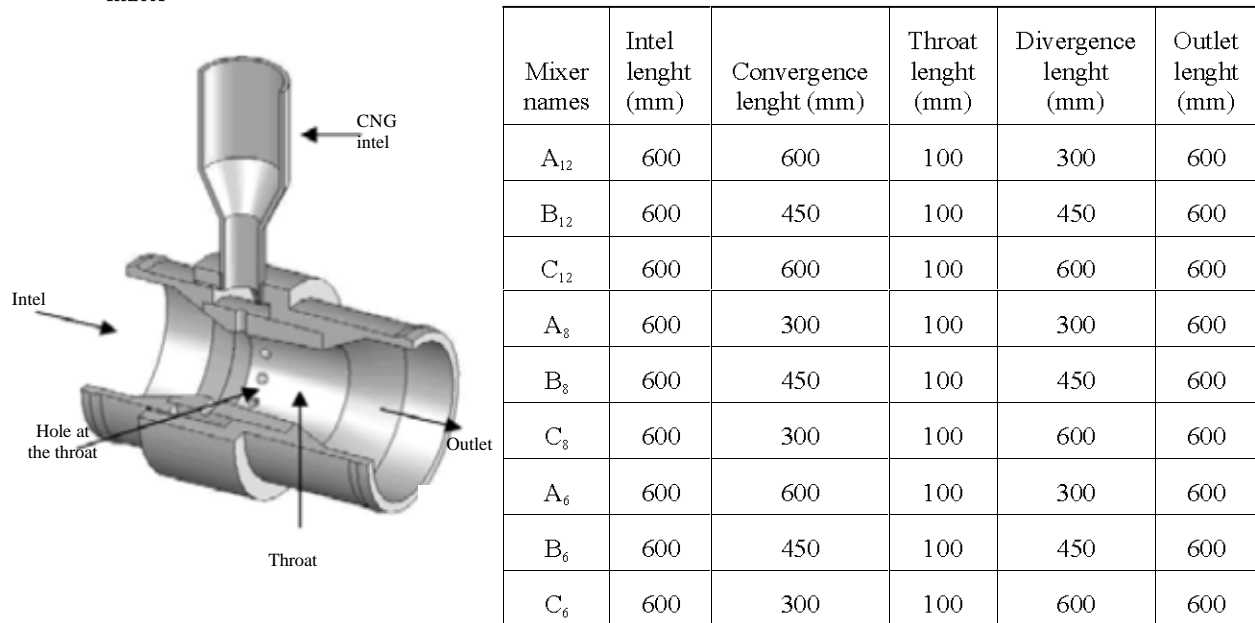 CNG
intel
Intel
Hole at
the throat
Outlet
Throat
Mixer
names
Intel
lenght
(mm)
Convergence
lenght (mm)
Throat
lenght
(mm)
Divergence
lenght
(mm)
Outlet
lenght
(mm)
A₁₂ 600 600 100 300 600
B₁₂ 600 450 100 450 600
C₁₂ 600 600 100 600 600
A₈ 600 300 100 300 600
B₈ 600 450 100 450 600
C₈ 600 300 100 600 600
A₆ 600 600 100 300 600
B₆ 600 450 100 450 600
C₆ 600 300 100 600 600